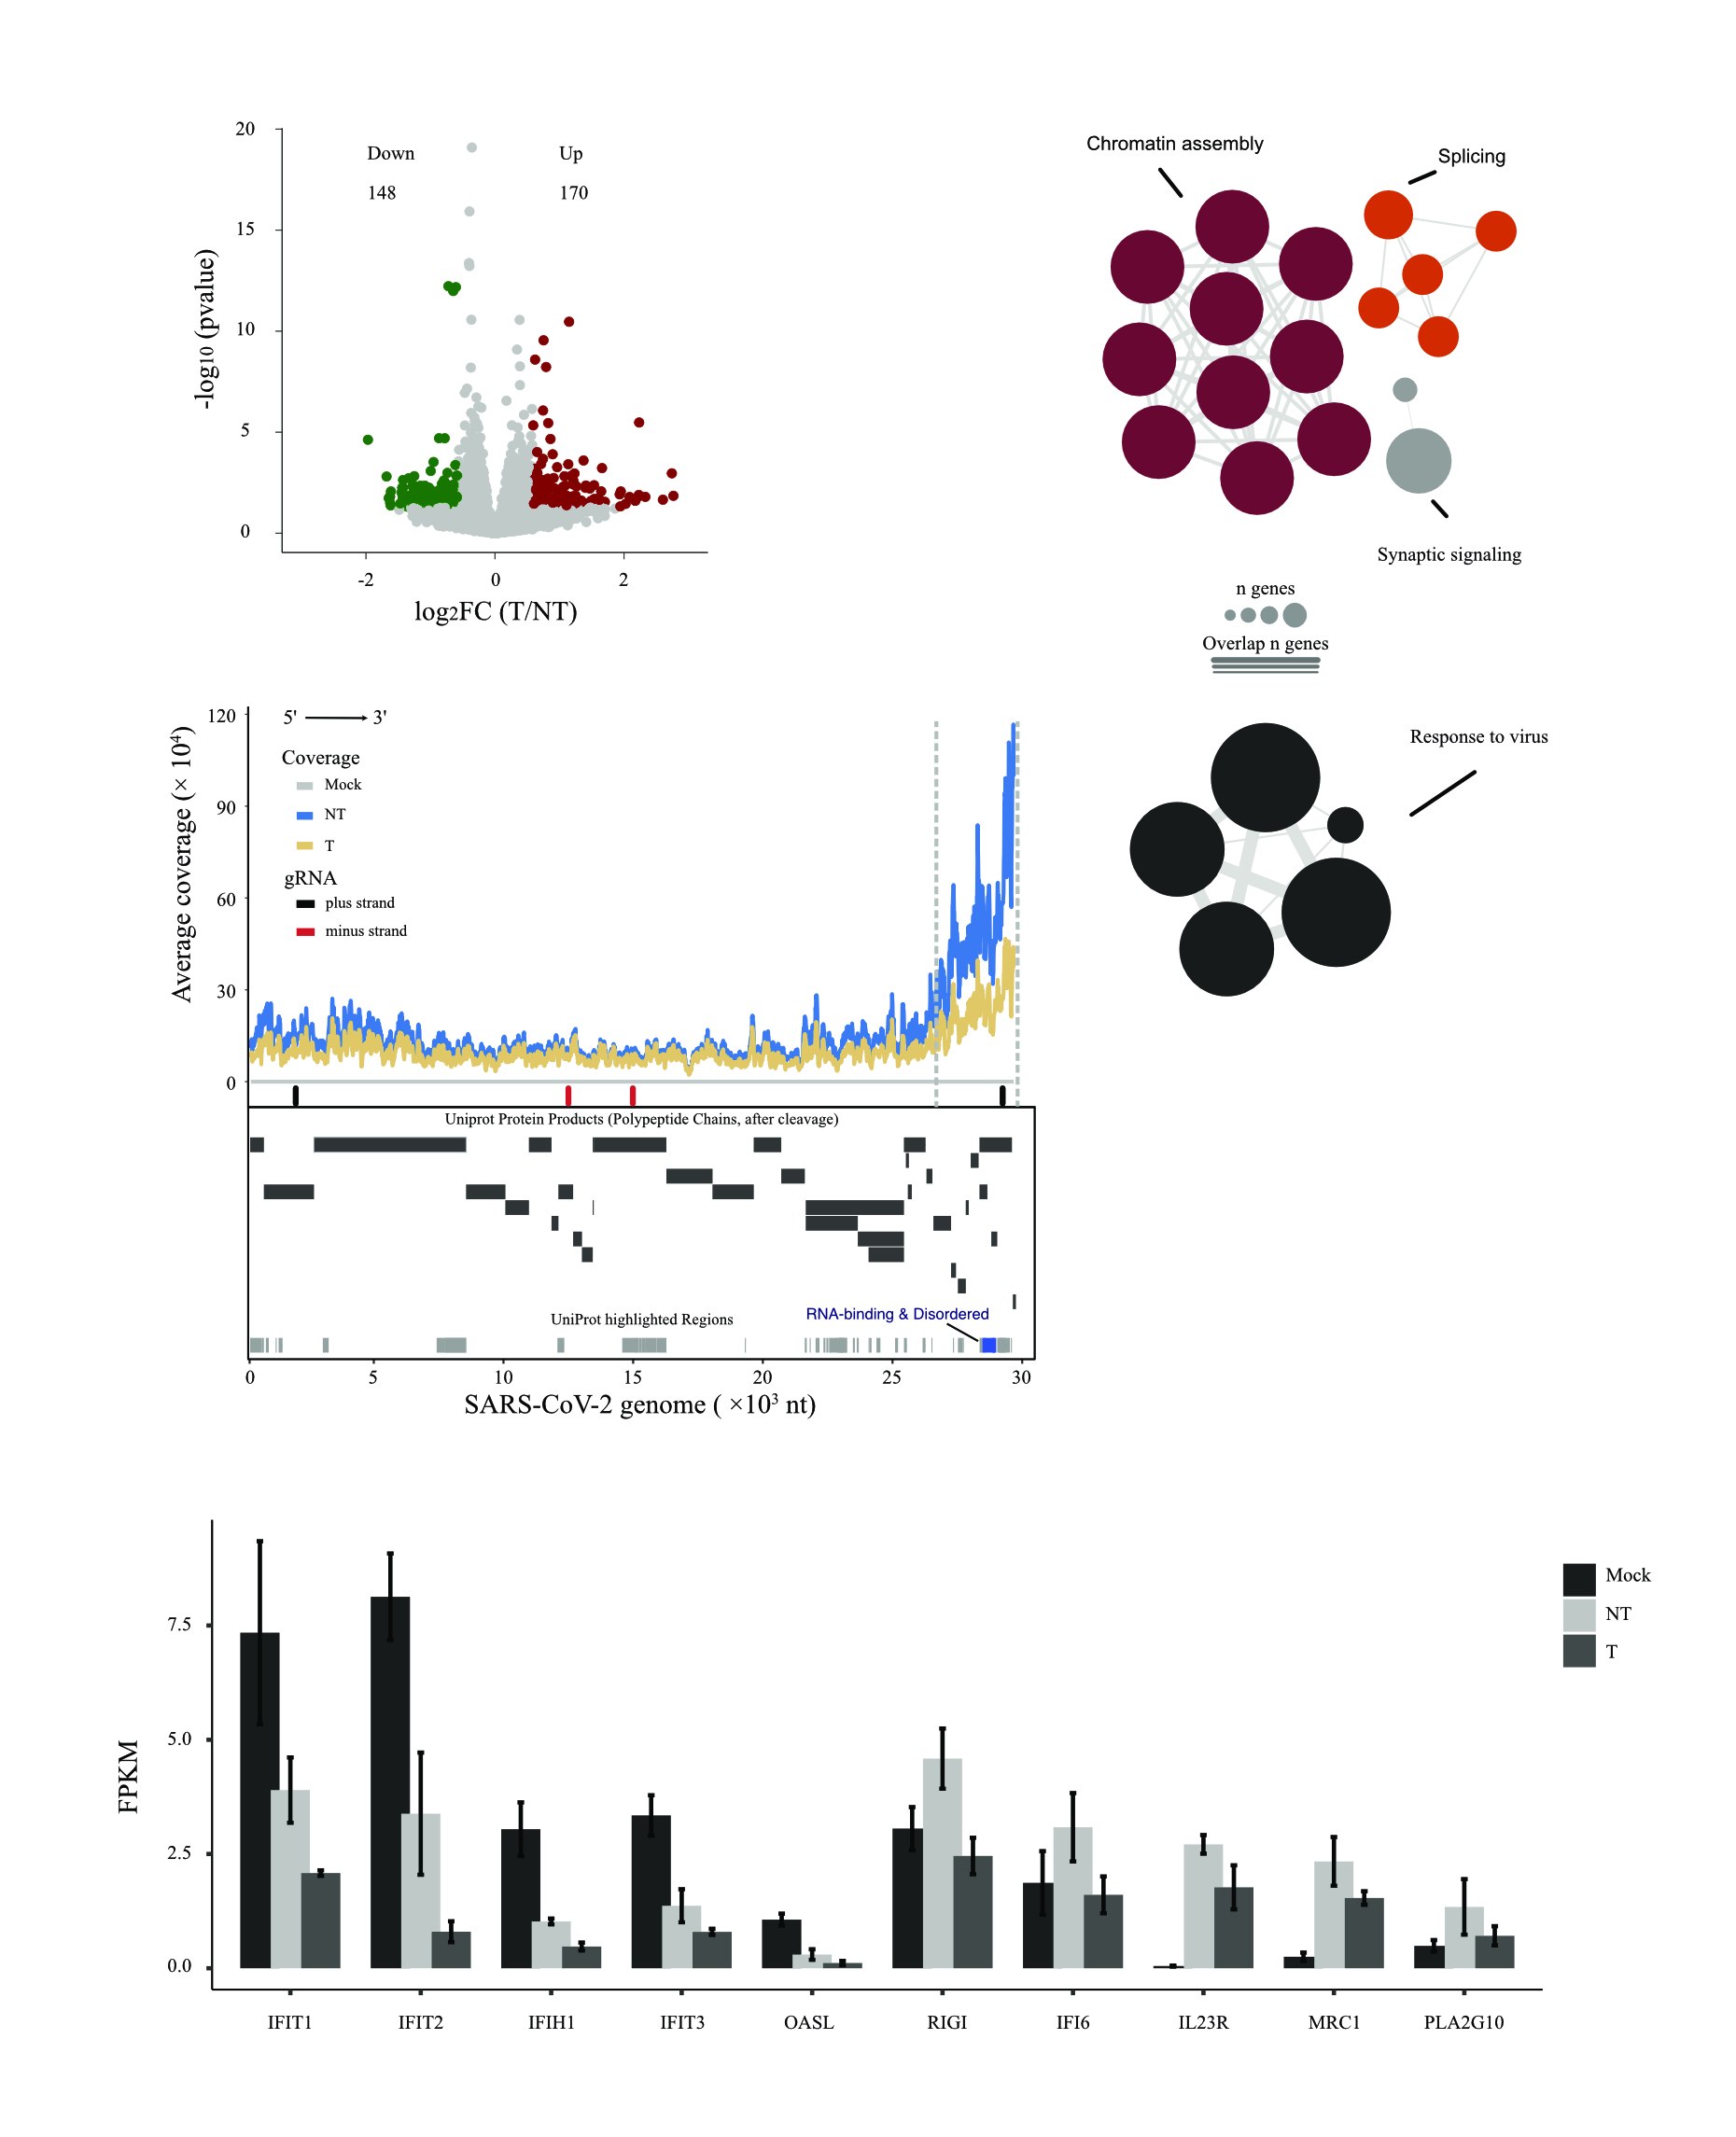 20
15
10
5
0
-log10 (pvalue)
Down
Up
148
170
-2
0
2
log2FC (T/NT)
Chromatin assembly
Splicing
Synaptic signaling
n genes
Overlap n genes
Response to virus
120
90
60
30
0
Average coverage (× 10⁴)
5' 3'
Coverage
Mock
NT
T
gRNA
plus strand
minus strand
Uniprot Protein Products (Polypeptide Chains, after cleavage)
RNA-binding & Disordered
UniProt highlighted Regions
0
5
10
15
20
25
30
SARS-CoV-2 genome ( ×10³ nt)
7.5
5.0
2.5
0.0
FPKM
Mock
NT
T
IFIT1
IFIT2
IFIH1
IFIT3
OASL
RIGI
IFI6
IL23R
MRC1
PLA2G10